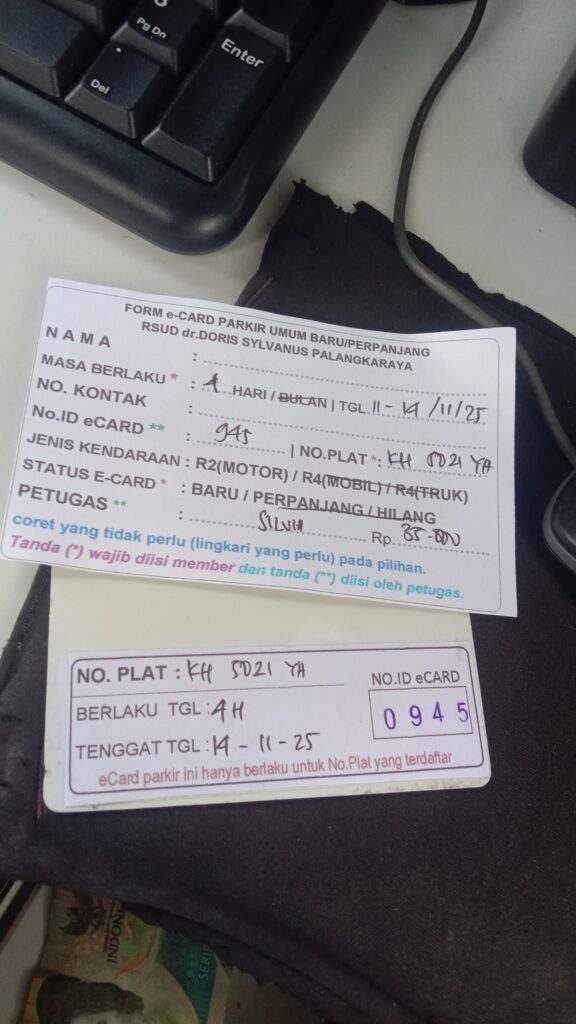 Pg Dn
Enter
Del
FORM e-CARD PARKIR UMUM BARU/PERPANJANG
RSUD dr.DORIS SYLVANUS PALANGKARAYA
N A M A :
MASA BERLAKU * : 4 HARI / BULAN | TGL. 11 - 14 /11/25
NO. KONTAK :
No.ID eCARD ** : 945 | NO.PLAT *: KH 5021 YA
JENIS KENDARAAN : R2(MOTOR) / R4(MOBIL) / R4(TRUK)
STATUS E-CARD * : BARU / PERPANJANG / HILANG
PETUGAS ** : Rp. 35.000
coret yang tidak perlu (lingkari yang perlu) pada pilihan.
Tanda (*) wajib diisi member dan tanda (**) diisi oleh petugas.
NO. PLAT : KH 5021 YA
NO.ID eCARD
BERLAKU TGL : 4H
0945
TENGGAT TGL : 14 - 11 - 25
eCard parkir ini hanya berlaku untuk No.Plat yang terdaftar